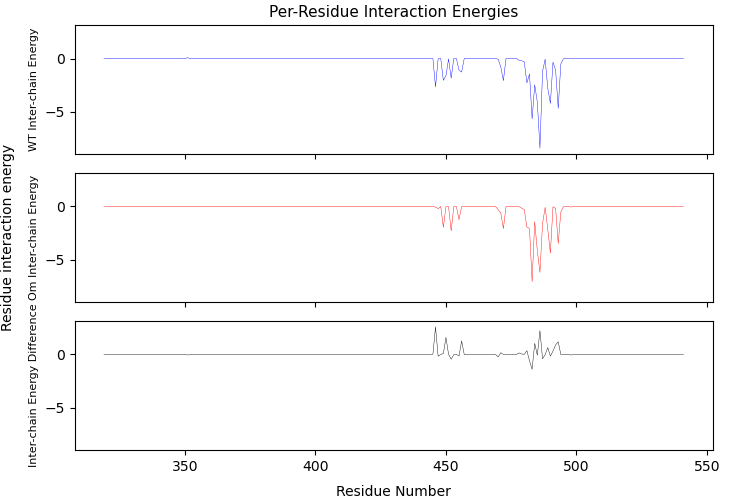 Per-Residue Interaction Energies
Residue interaction energy
WT Inter-chain Energy
0
−5
Om Inter-chain Energy
0
−5
Inter-chain Energy Difference
0
−5
350
400
450
500
550
Residue Number